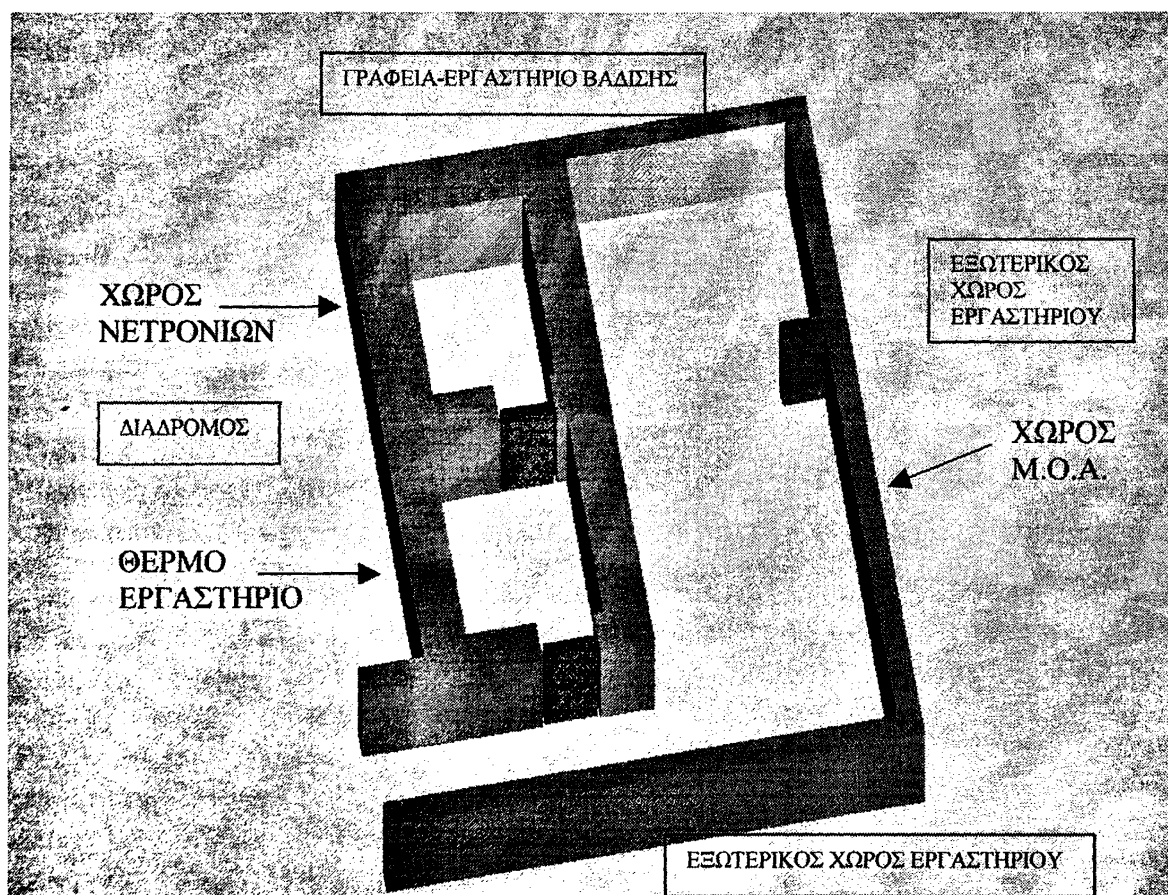 ΓΡΑΦΕΙΑ-ΕΡΓΑΣΤΗΡΙΟ ΒΑΔΙΣΗΣ
ΕΞΩΤΕΡΙΚΟΣ
ΧΩΡΟΣ
ΕΡΓΑΣΤΗΡΙΟΥ
ΧΩΡΟΣ
ΝΕΤΡΟΝΙΩΝ
ΔΙΑΔΡΟΜΟΣ
ΧΩΡΟΣ
Μ.Ο.Α.
ΘΕΡΜΟ
ΕΡΓΑΣΤΗΡΙΟ
ΕΞΩΤΕΡΙΚΟΣ ΧΩΡΟΣ ΕΡΓΑΣΤΗΡΙΟΥ